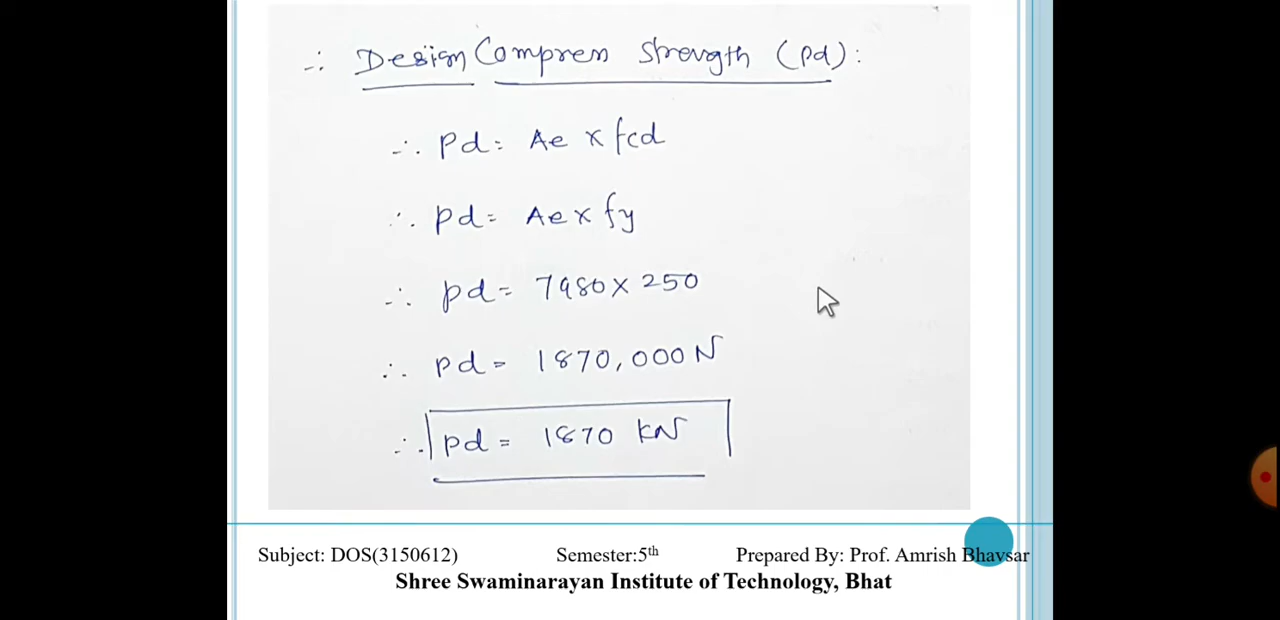 ∴ Design Compress Strength (Pd):
∴ Pd = Ae x fcd
∴ Pd = Ae x fy
∴ Pd = 7480 x 250
∴ Pd = 1870,000 N
∴ Pd = 1870 kN
Subject: DOS(3150612) Semester:5th Prepared By: Prof. Amrish Bhavsar
Shree Swaminarayan Institute of Technology, Bhat